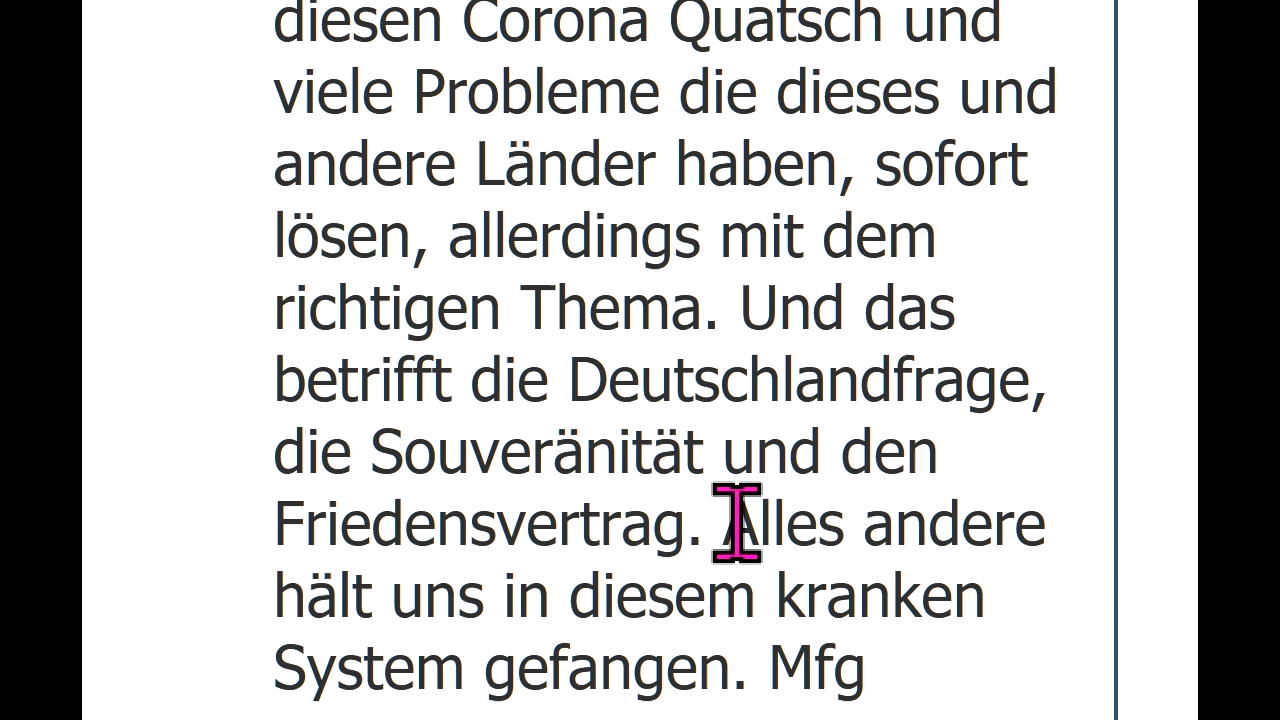 diesen Corona Quatsch und
viele Probleme die dieses und
andere Länder haben, sofort
lösen, allerdings mit dem
richtigen Thema. Und das
betrifft die Deutschlandfrage,
die Souveränität und den
Friedensvertrag. Alles andere
hält uns in diesem kranken
System gefangen. Mfg